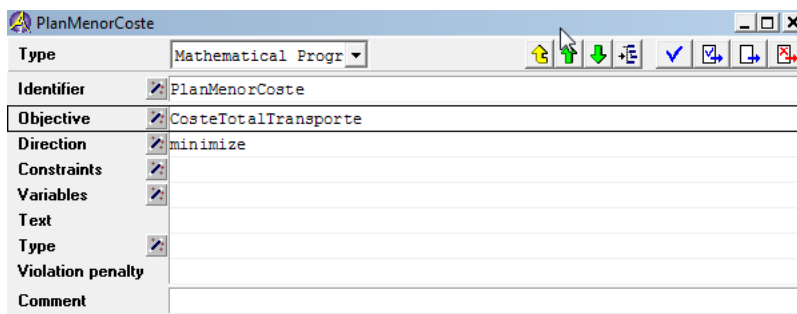 PlanMenorCoste
Type Mathematical Progr
Identifier PlanMenorCoste
Objective CosteTotalTransporte
Direction minimize
Constraints
Variables
Text
Type
Violation penalty
Comment